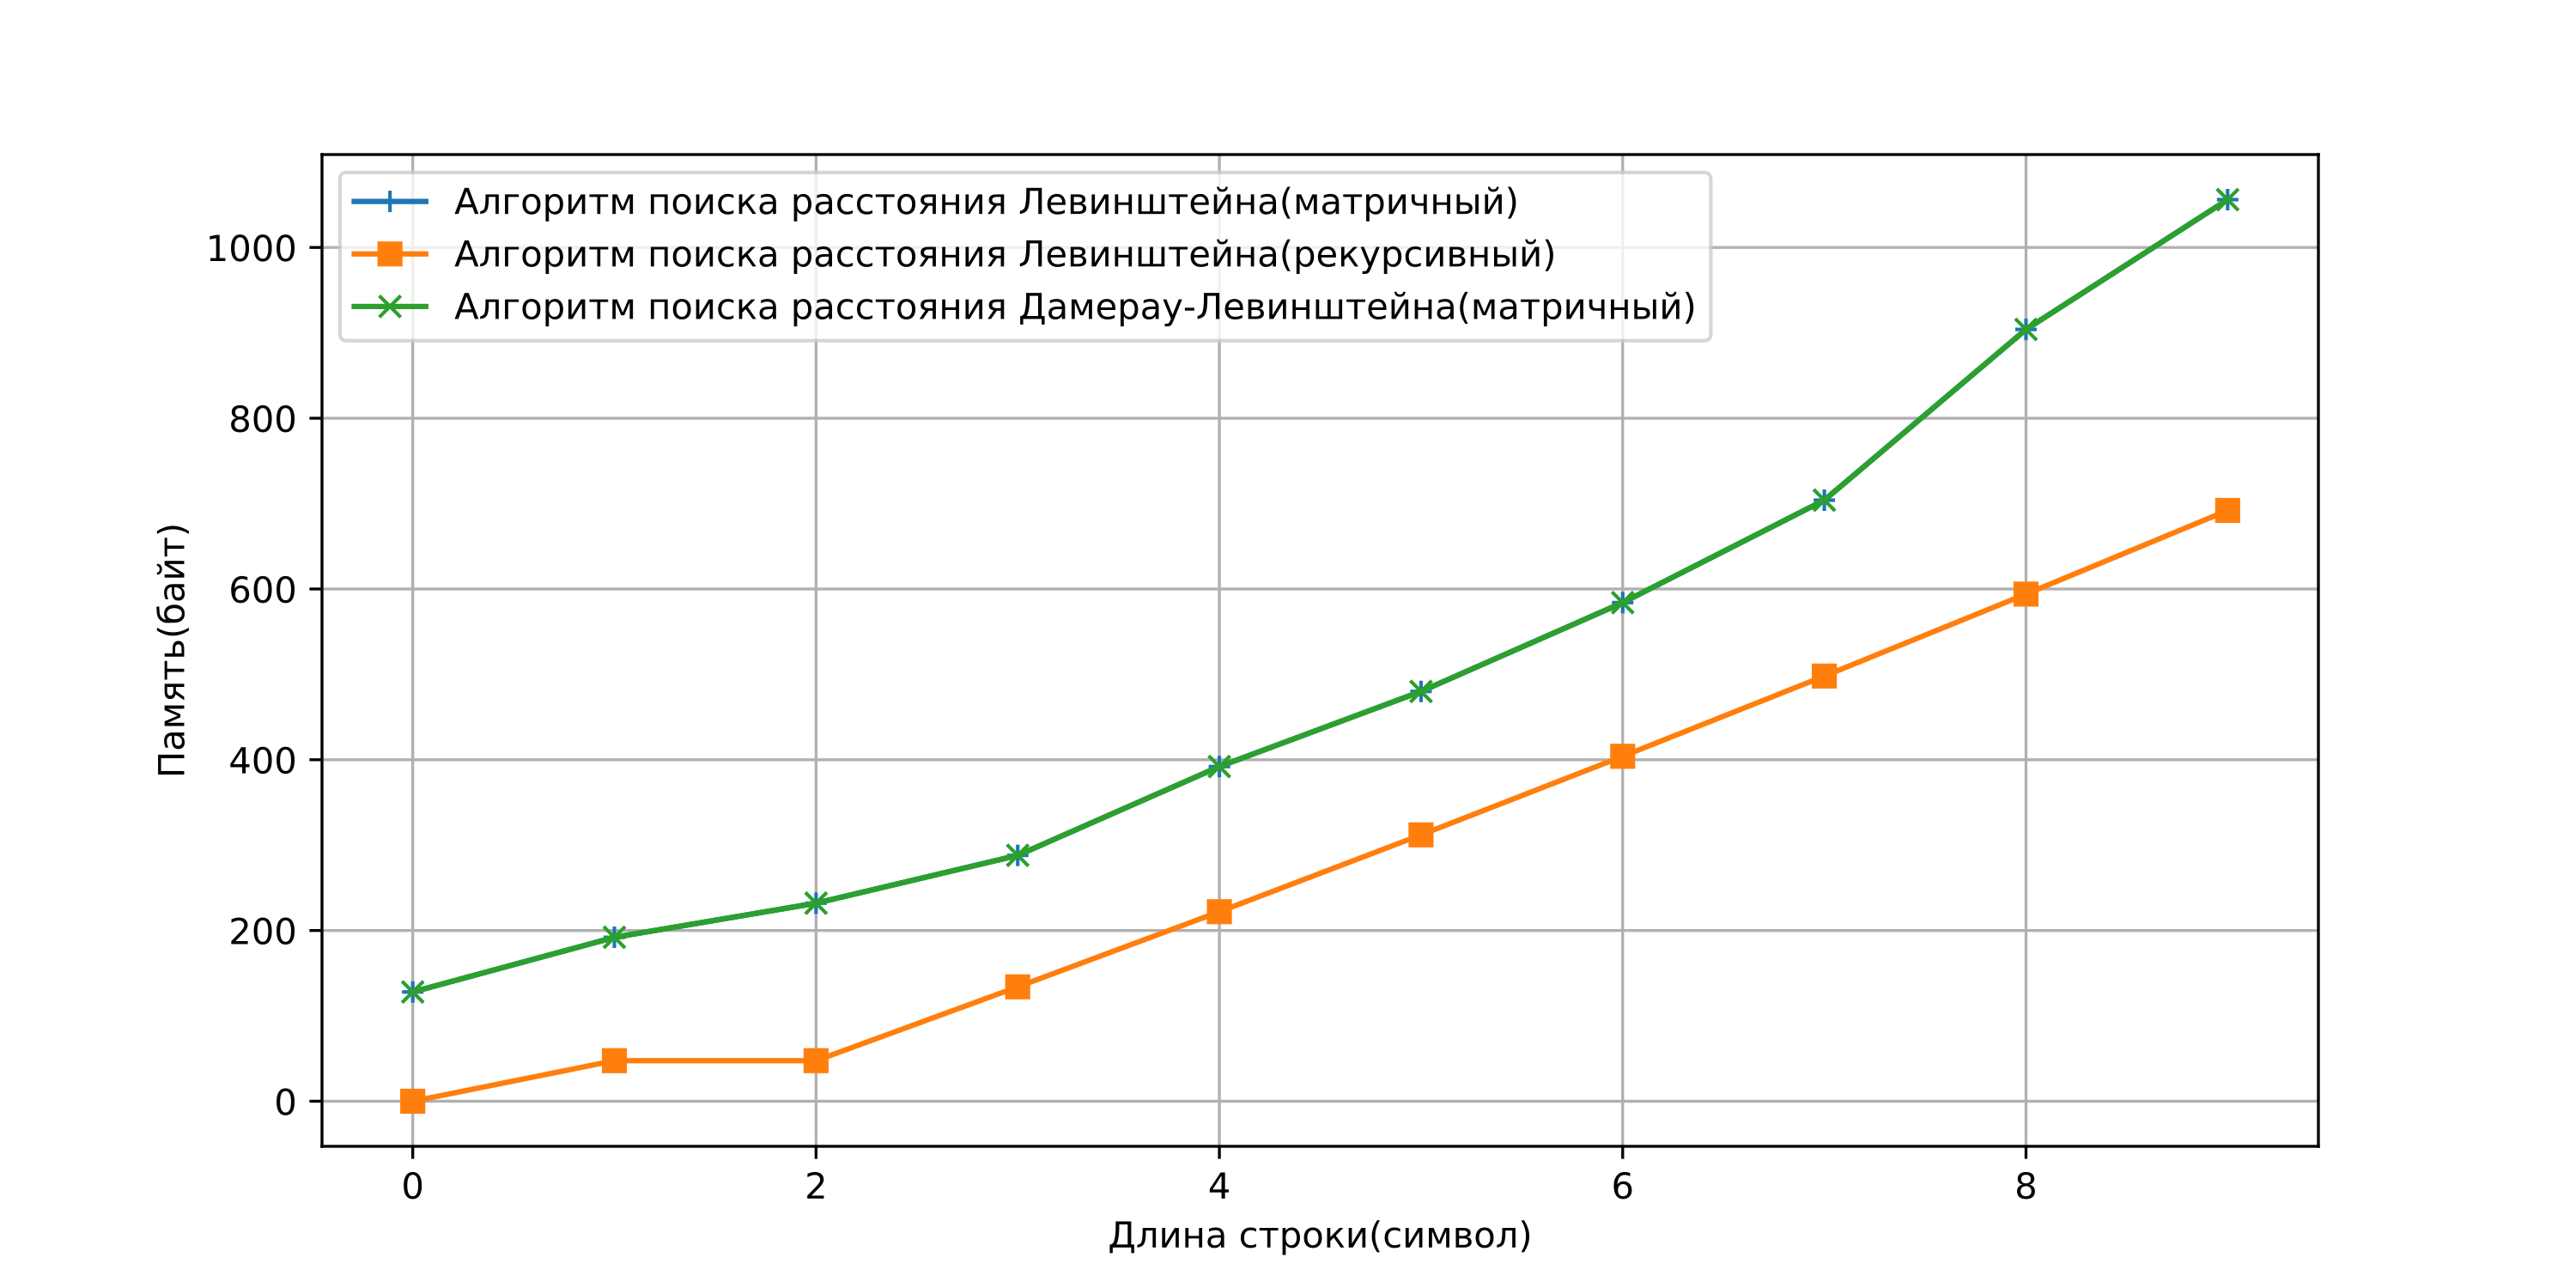 Алгоритм поиска расстояния Левинштейна(матричный)
Алгоритм поиска расстояния Левинштейна(рекурсивный)
Алгоритм поиска расстояния Дамерау-Левинштейна(матричный)
1000
800
600
400
200
0
Память(байт)
0 2 4 6 8
Длина строки(символ)